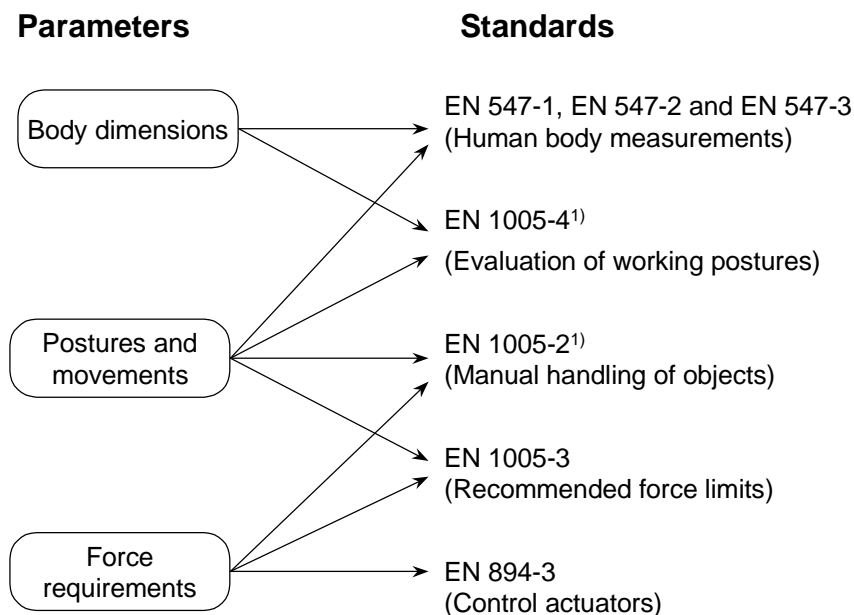 Parameters
Standards
Body dimensions
EN 547-1, EN 547-2 and EN 547-3
(Human body measurements)
EN 1005-4¹⁾
(Evaluation of working postures)
Postures and
movements
EN 1005-2¹⁾
(Manual handling of objects)
EN 1005-3
(Recommended force limits)
Force
requirements
EN 894-3
(Control actuators)